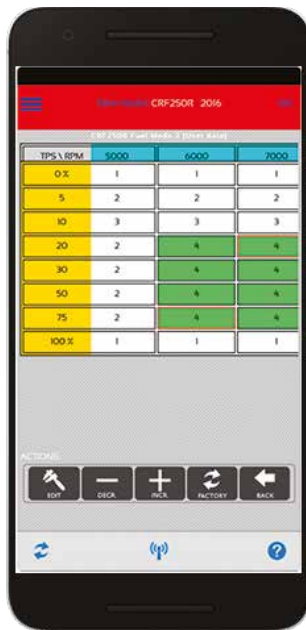 CRF250R 2016
CRF250R Fuel Mode 2 (User data)
TPS \ RPM 5000 6000 7000
0 % 1 1 1
5 2 2 2
10 3 3 3
20 2 4 4
30 2 4 4
50 2 4 4
75 2 4 4
100 % 1 1 1
ACTIONS
EDIT DECR. INCR. FACTORY BACK